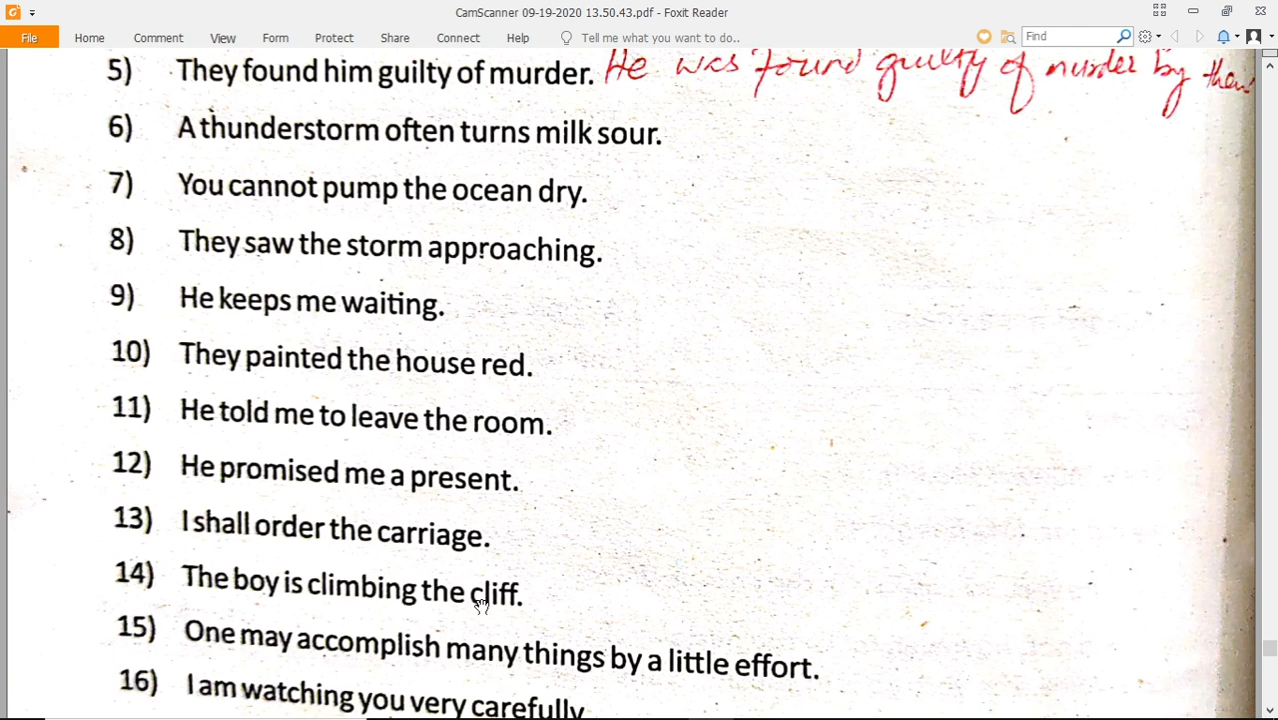 CamScanner 09-19-2020 13.50.43.pdf - Foxit Reader
File Home Comment View Form Protect Share Connect Help Tell me what you want to do.. Find
5) They found him guilty of murder. He was found guilty of murder by them
6) A thunderstorm often turns milk sour.
7) You cannot pump the ocean dry.
8) They saw the storm approaching.
9) He keeps me waiting.
10) They painted the house red.
11) He told me to leave the room.
12) He promised me a present.
13) I shall order the carriage.
14) The boy is climbing the cliff.
15) One may accomplish many things by a little effort.
16) I am watching you very carefully